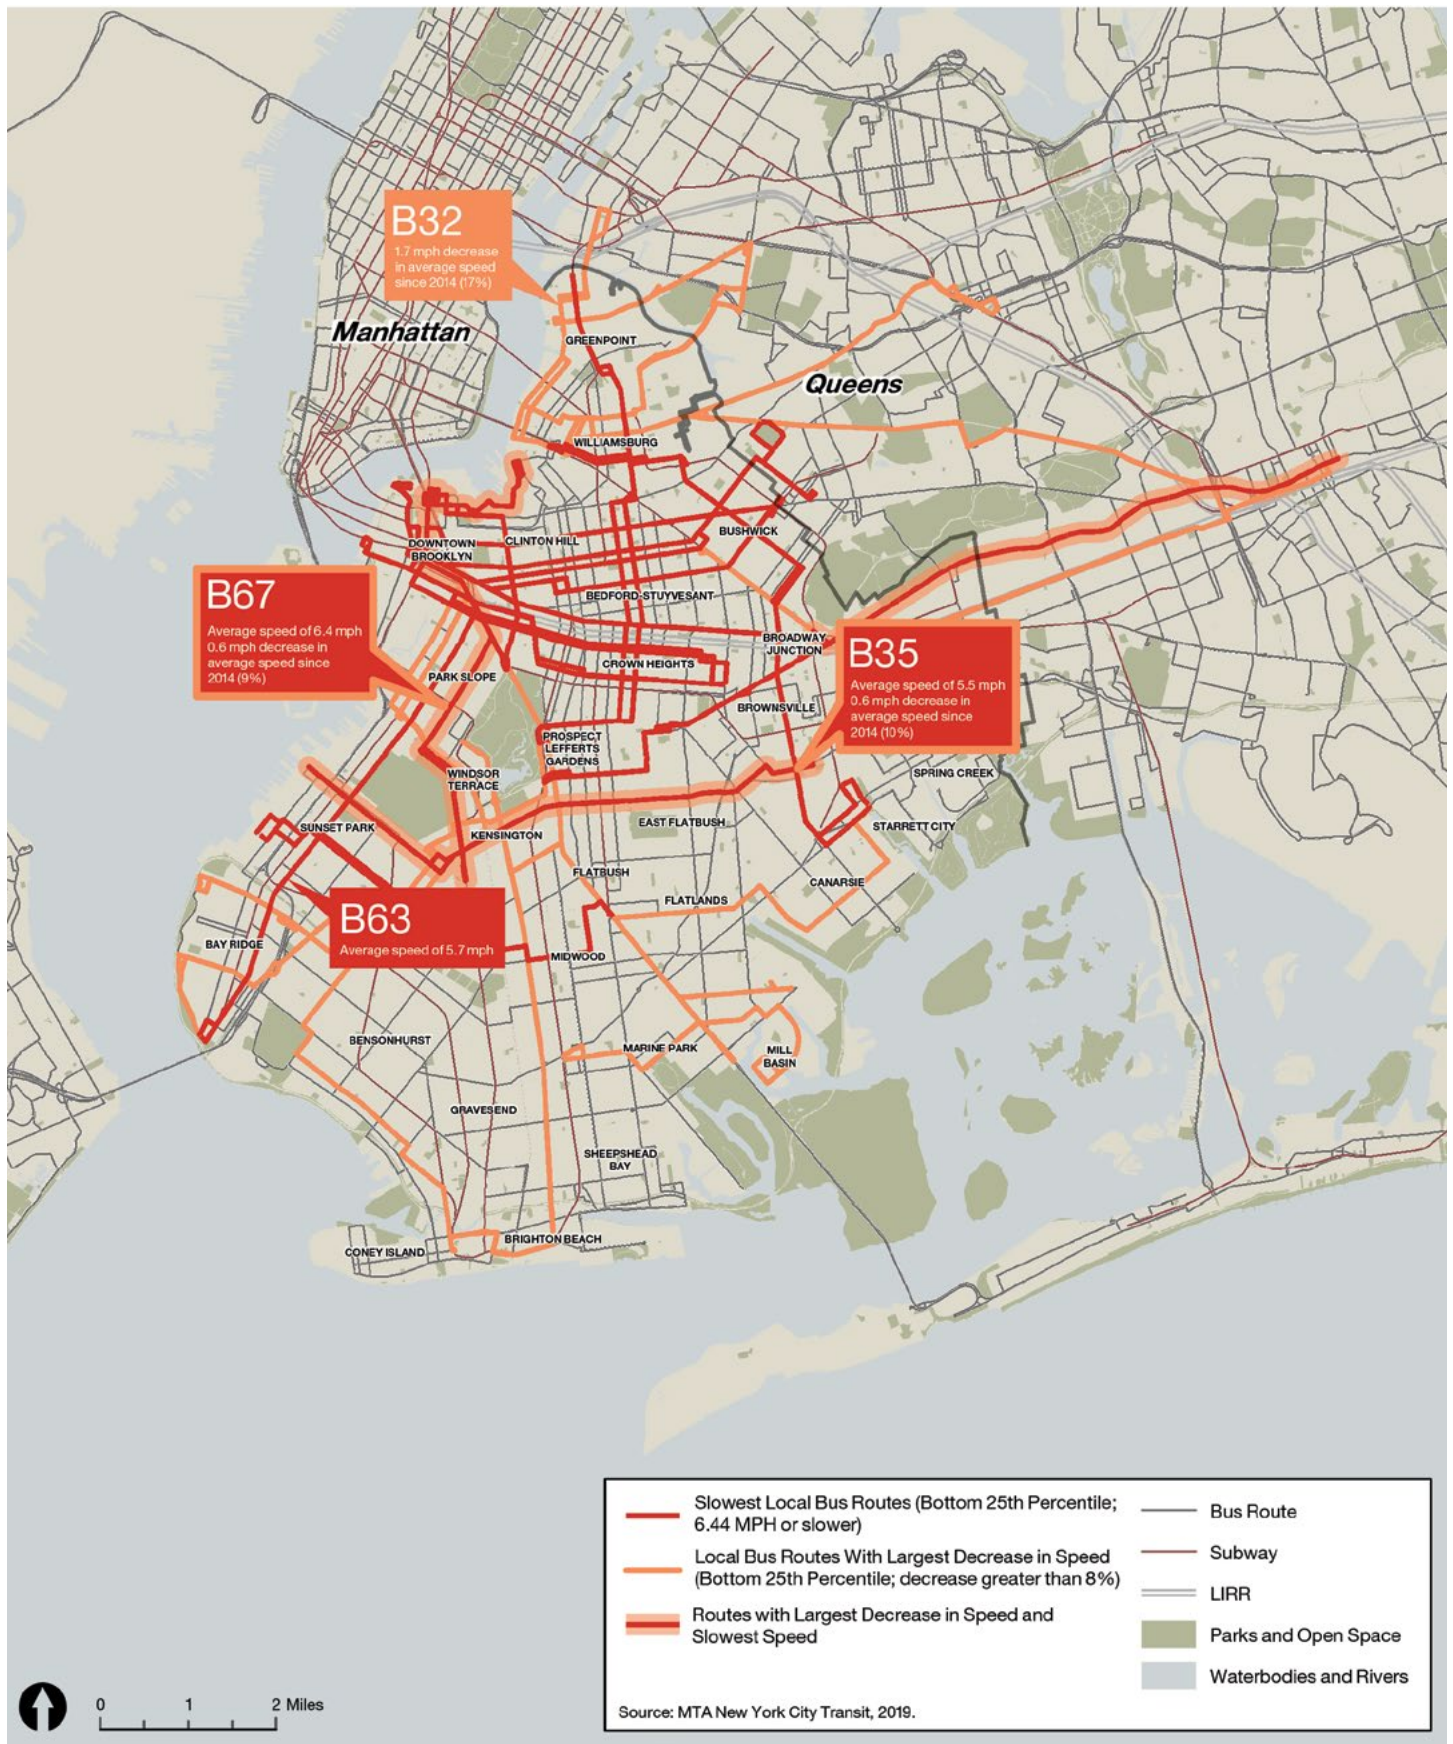 B32
1.7 mph decrease
in average speed
since 2014 (17%)
Manhattan
GREENPOINT
Queens
WILLIAMSBURG
BUSHWICK
CLINTON HILL
DOWNTOWN
BROOKLYN
B67
Average speed of 6.4 mph
0.6 mph decrease in
average speed since
2014 (9%)
BEDFORD-STUYVESANT
BROADWAY
JUNCTION
B35
Average speed of 5.5 mph
0.6 mph decrease in
average speed since
2014 (10%)
CROWN HEIGHTS
PARK SLOPE
BROWNSVILLE
PROSPECT
LEFFERTS
GARDENS
WINDSOR
TERRACE
SPRING CREEK
SUNSET PARK
KENSINGTON
EAST FLATBUSH
STARRETT CITY
FLATBUSH
CANARSIE
FLATLANDS
B63
Average speed of 5.7 mph
BAY RIDGE
MIDWOOD
BENSONHURST
MARINE PARK
MILL
BASIN
GRAVESEND
SHEEPSHEAD
BAY
BRIGHTON BEACH
CONEY ISLAND
Slowest Local Bus Routes (Bottom 25th Percentile;
6.44 MPH or slower)
Local Bus Routes With Largest Decrease in Speed
(Bottom 25th Percentile; decrease greater than 8%)
Routes with Largest Decrease in Speed and
Slowest Speed
Bus Route
Subway
LIRR
Parks and Open Space
Waterbodies and Rivers
Source: MTA New York City Transit, 2019.
0 1 2 Miles